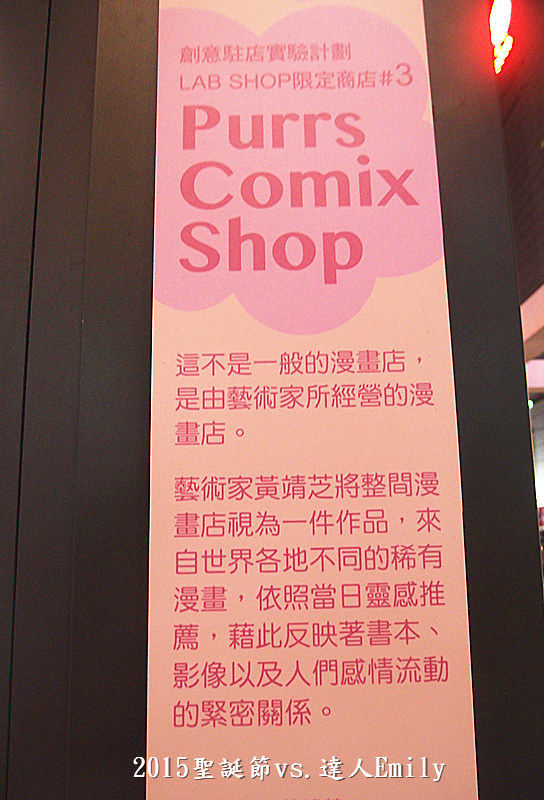 創意駐店實驗計劃
LAB SHOP限定商店#3
Purrs
Comix
Shop
這不是一般的漫畫店，
是由藝術家所經營的漫
畫店。
藝術家黃靖芝將整間漫
畫店視為一件作品，來
自世界各地不同的稀有
漫畫，依照當日靈感推
薦，藉此反映著書本、
影像以及人們感情流動
的緊密關係。
2015聖誕節vs.達人Emily